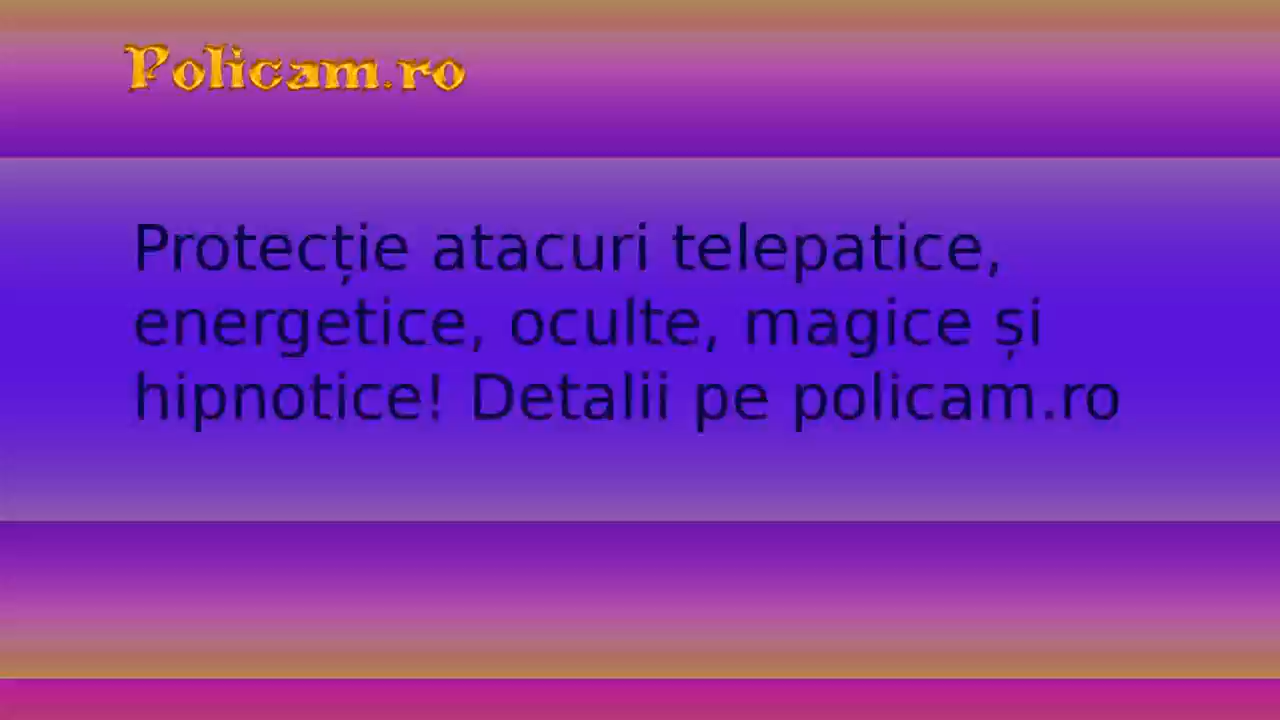 Policam.ro
Protecție atacuri telepatice,
energetice, oculte, magice și
hipnotice! Detalii pe policam.ro